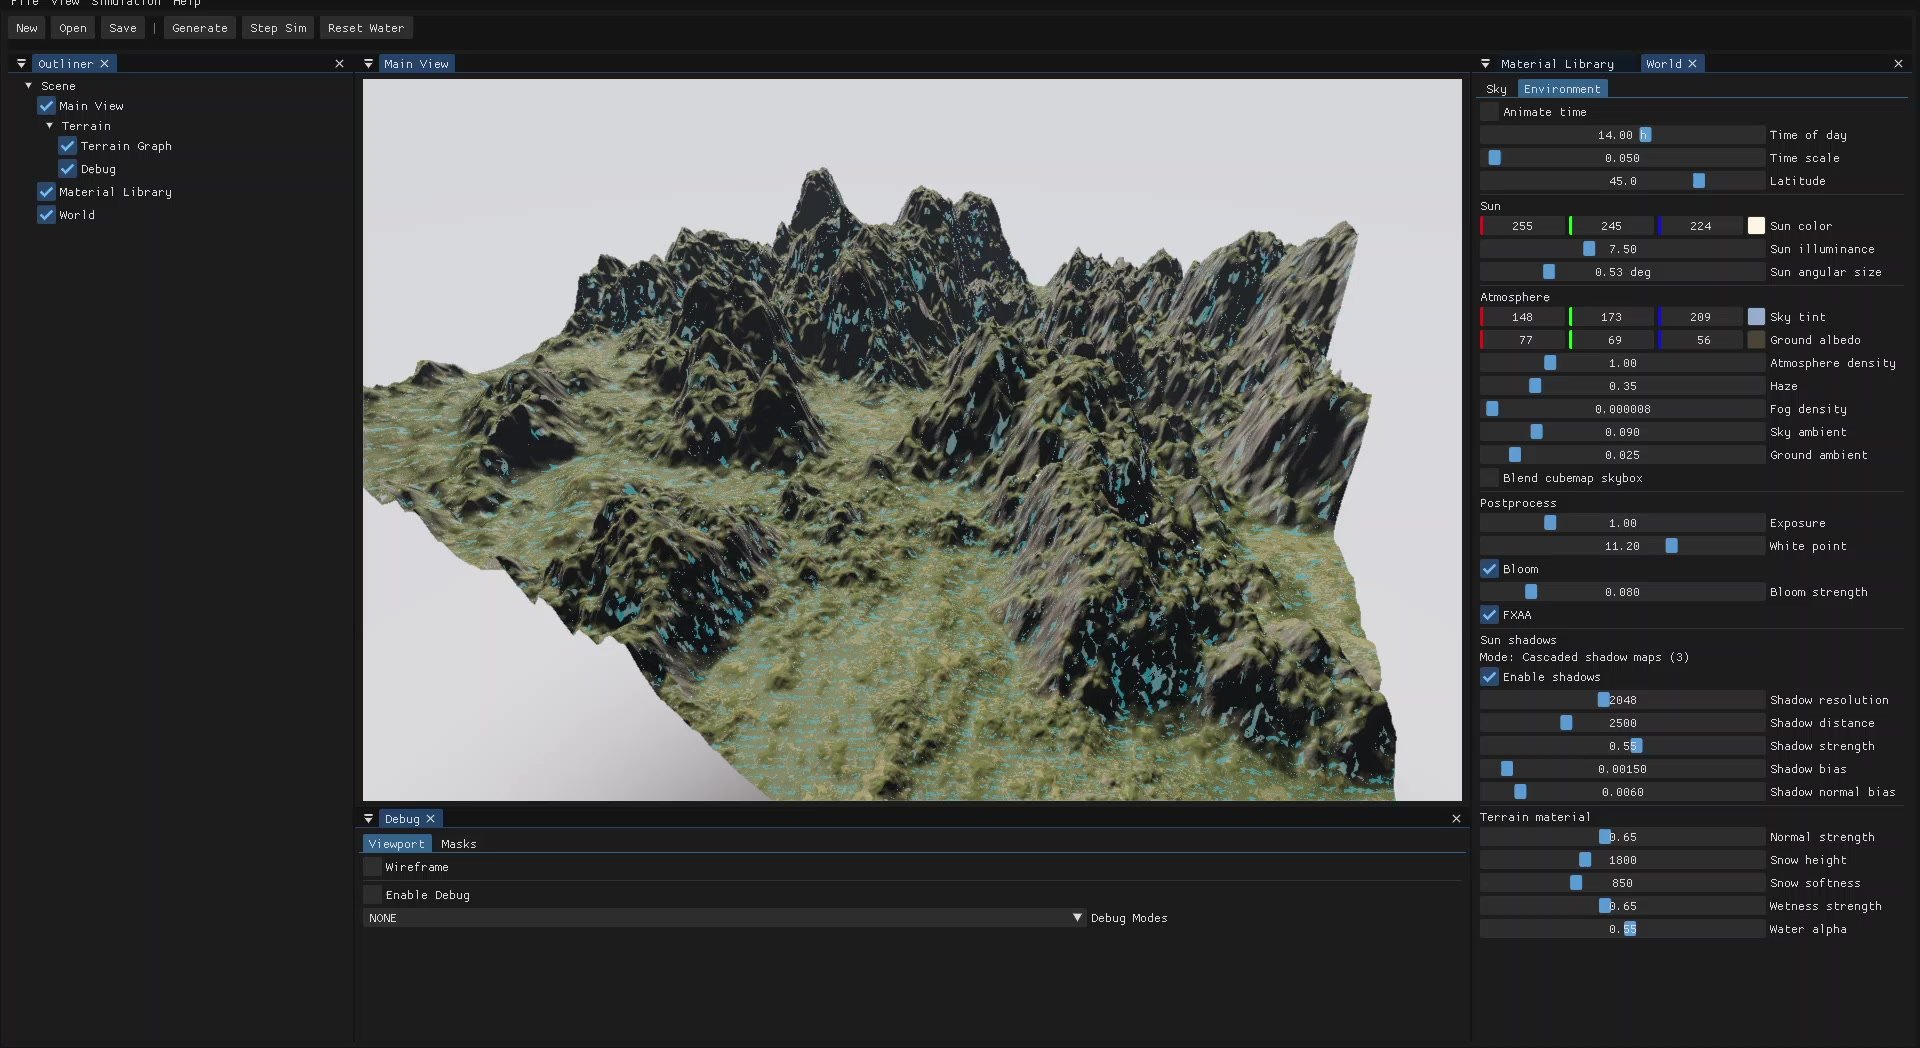 File View Simulation Help
New Open Save | Generate Step Sim Reset Water
Outliner
Scene
Main View
Terrain
Terrain Graph
Debug
Material Library
World
Main View
Debug
Viewport Masks
Wireframe
Enable Debug
NONE Debug Modes
Material Library World
Sky Environment
Animate time
14.00 h Time of day
0.050 Time scale
45.0 Latitude
Sun
255 245 224 Sun color
7.50 Sun illuminance
0.53 deg Sun angular size
Atmosphere
148 173 209 Sky tint
77 69 56 Ground albedo
1.00 Atmosphere density
0.35 Haze
0.000008 Fog density
0.090 Sky ambient
0.025 Ground ambient
Blend cubemap skybox
Postprocess
1.00 Exposure
11.20 White point
Bloom
0.080 Bloom strength
FXAA
Sun shadows
Mode: Cascaded shadow maps (3)
Enable shadows
2048 Shadow resolution
2500 Shadow distance
0.55 Shadow strength
0.00150 Shadow bias
0.0060 Shadow normal bias
Terrain material
0.65 Normal strength
1800 Snow height
850 Snow softness
0.65 Wetness strength
0.55 Water alpha